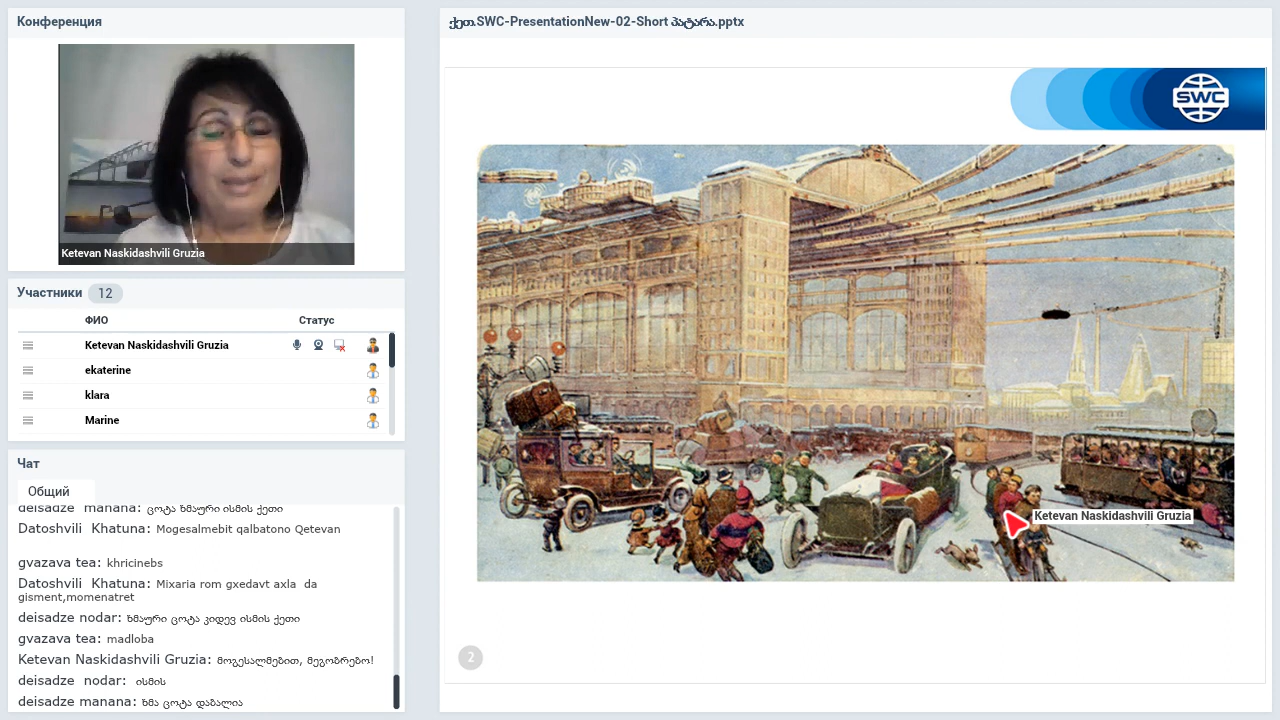 Конференция
Ketevan Naskidashvili Gruzia
Участники 12
ФИО Статус
Ketevan Naskidashvili Gruzia
ekaterine
klara
Marine
Чат
Общий
deisadze manana: ცოტა ხმაური ისმის ქეთი
Datoshvili Khatuna: Mogesalmebit qalbatono Qetevan
gvazava tea: khricinebs
Datoshvili Khatuna: Mixaria rom gxedavt axla da
gisment,momenatret
deisadze nodar: ხმაური ცოტა კიდევ ისმის ქეთი
gvazava tea: madloba
Ketevan Naskidashvili Gruzia: მოგესალმებით, მეგობრებო!
deisadze nodar: ისმის
deisadze manana: ხმა ცოტა დაბალია
ქეთ.SWC-PresentationNew-02-Short პატარა.pptx
SWC
Ketevan Naskidashvili Gruzia
2